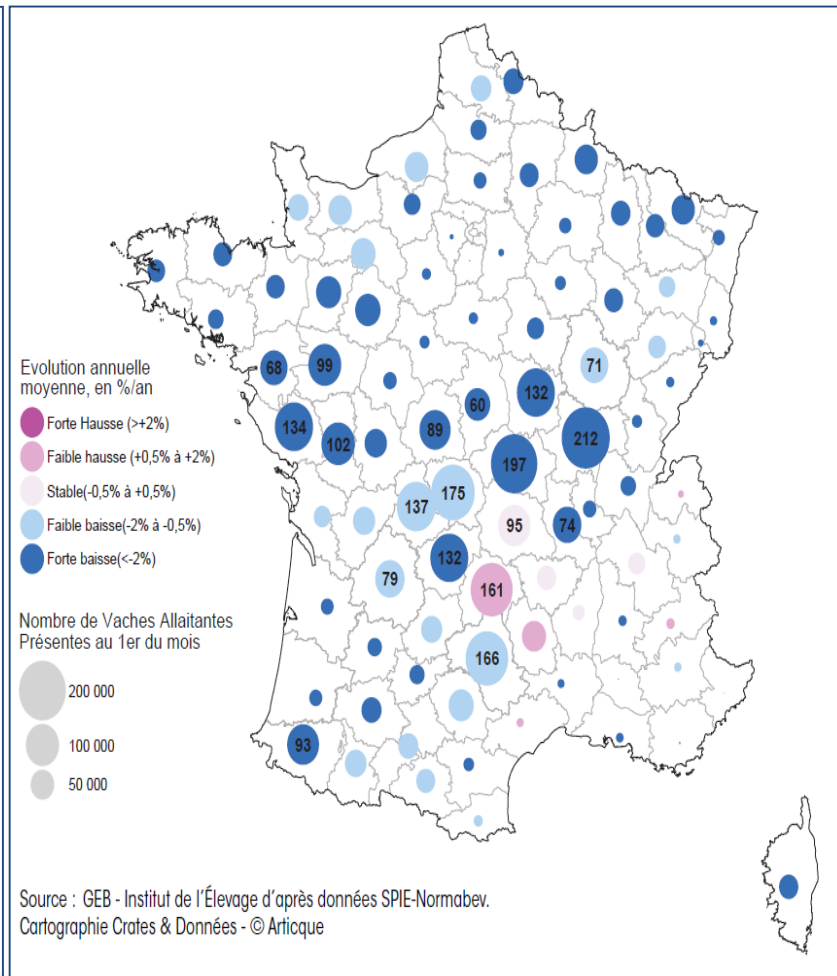 71
68
99
132
60
134
102
89
212
197
175
137
95
74
132
79
161
166
93
Evolution annuelle
moyenne, en %/an
Forte Hausse (>+2%)
Faible hausse (+0,5% à +2%)
Stable(-0,5% à +0,5%)
Faible baisse(-2% à -0,5%)
Forte baisse(<-2%)
Nombre de Vaches Allaitantes
Présentes au 1er du mois
200 000
100 000
50 000
Source : GEB - Institut de l'Élevage d'après données SPIE-Normabev.
Cartographie Crates & Données - © Articque